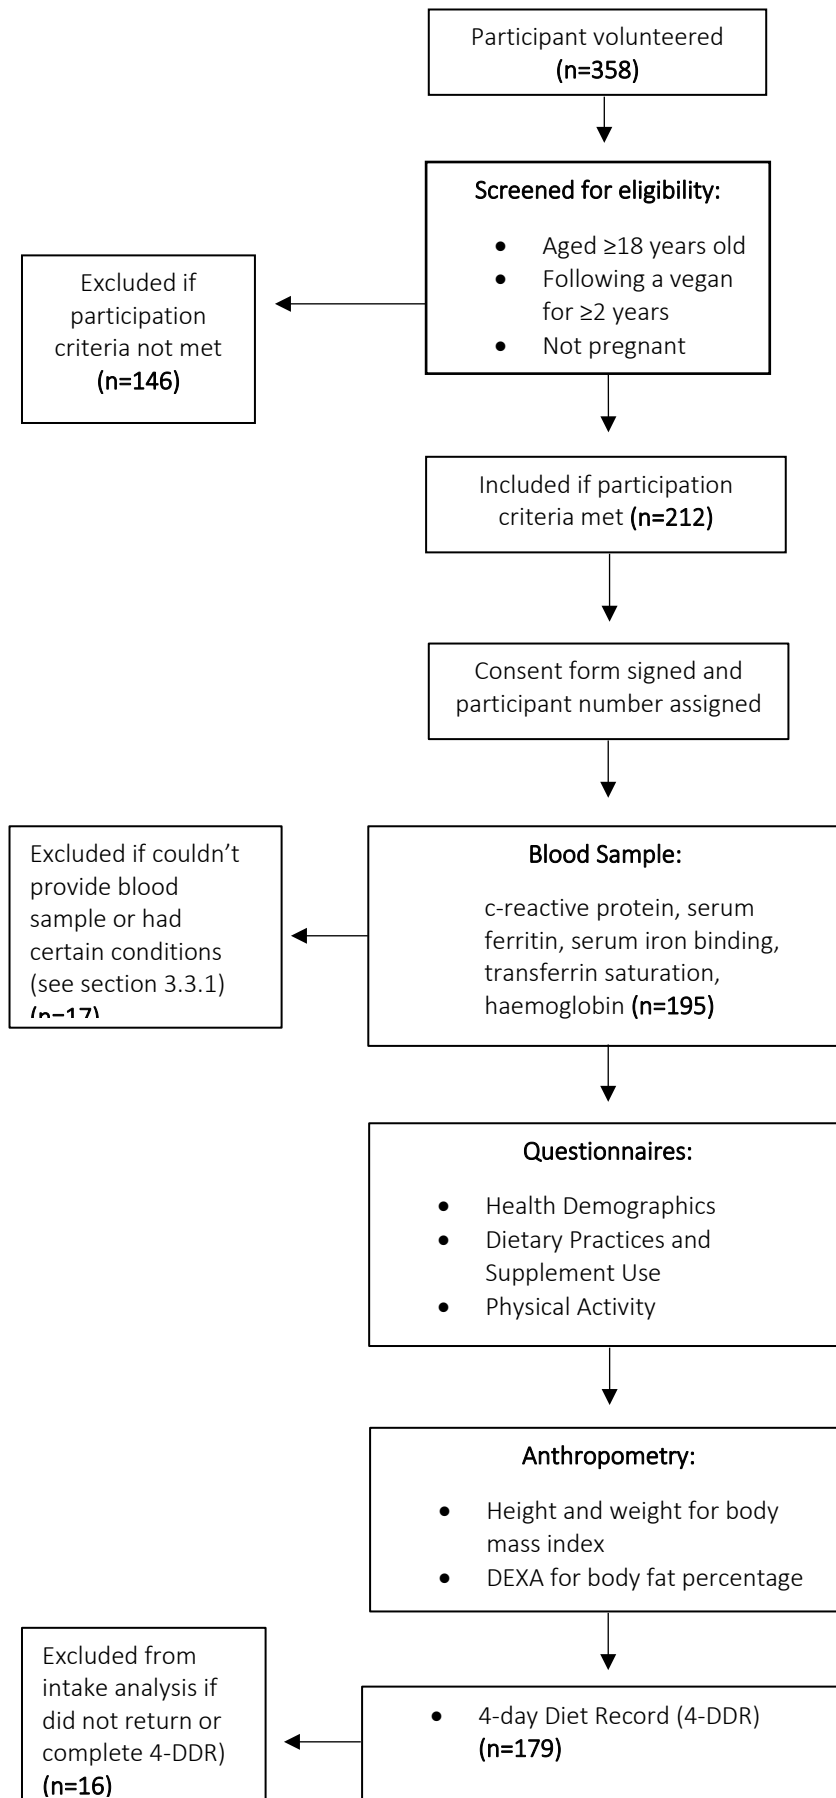 Participant volunteered
(n=358)
Screened for eligibility:
• Aged ≥18 years old
• Following a vegan
for ≥2 years
• Not pregnant
Excluded if
participation
criteria not met
(n=146)
Included if participation
criteria met (n=212)
Consent form signed and
participant number assigned
Excluded if couldn’t
provide blood
sample or had
certain conditions
(see section 3.3.1)
(n=17)
Blood Sample:
c-reactive protein, serum
ferritin, serum iron binding,
transferrin saturation,
haemoglobin (n=195)
Questionnaires:
• Health Demographics
• Dietary Practices and
Supplement Use
• Physical Activity
Anthropometry:
• Height and weight for body
mass index
• DEXA for body fat percentage
Excluded from
intake analysis if
did not return or
complete 4-DDR)
(n=16)
• 4-day Diet Record (4-DDR)
(n=179)